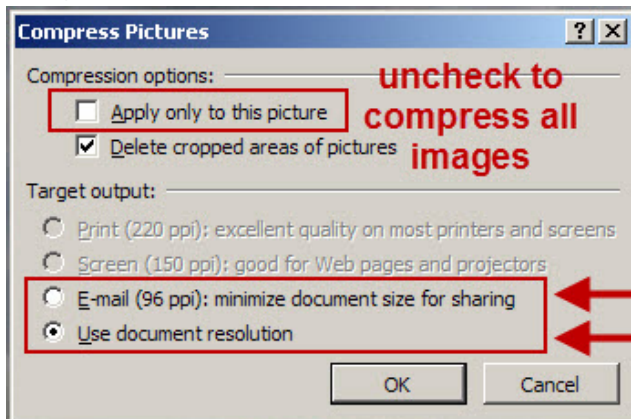 Compress Pictures
Compression options:
uncheck to
compress all
images
Apply only to this picture
Delete cropped areas of pictures
Target output:
Print (220 ppi): excellent quality on most printers and screens
Screen (150 ppi): good for Web pages and projectors
E-mail (96 ppi): minimize document size for sharing
Use document resolution
OK Cancel